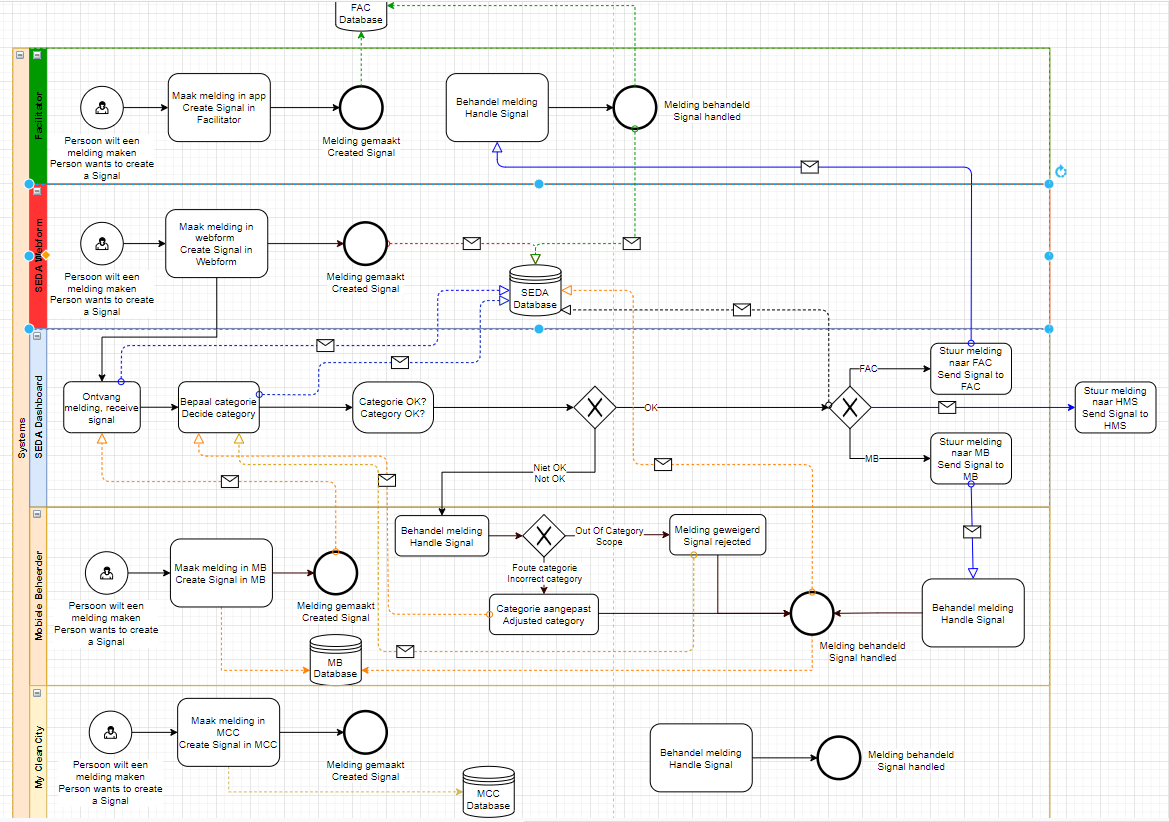 FAC
Database
Facilitator
Maak melding in app
Create Signal in
Facilitator
Persoon wilt een
melding maken
Person wants to create
a Signal
Melding gemaakt
Created Signal
Behandel melding
Handle Signal
Melding behandeld
Signal handled
SEDA Webform
Maak melding in
webform
Create Signal in
Webform
Persoon wilt een
melding maken
Person wants to create
a Signal
Melding gemaakt
Created Signal
SEDA
Database
Systems
SEDA Dashboard
Ontvang
melding, receive
signal
Bepaal categorie
Decide category
Categorie OK?
Category OK?
OK
Niet OK
Not OK
FAC
MB
Stuur melding
naar FAC
Send Signal to
FAC
Stuur melding
naar HMS
Send Signal to
HMS
Stuur melding
naar MB
Send Signal to
MB
Mobiele Beheerder
Maak melding in MB
Create Signal in MB
Persoon wilt een
melding maken
Person wants to create
a Signal
Melding gemaakt
Created Signal
MB
Database
Behandel melding
Handle Signal
Out Of Category
Scope
Melding geweigerd
Signal rejected
Foute categorie
Incorrect category
Categorie aangepast
Adjusted category
Melding behandeld
Signal handled
Behandel melding
Handle Signal
My Clean City
Maak melding in
MCC
Create Signal in MCC
Persoon wilt een
melding maken
Person wants to create
a Signal
Melding gemaakt
Created Signal
MCC
Database
Behandel melding
Handle Signal
Melding behandeld
Signal handled